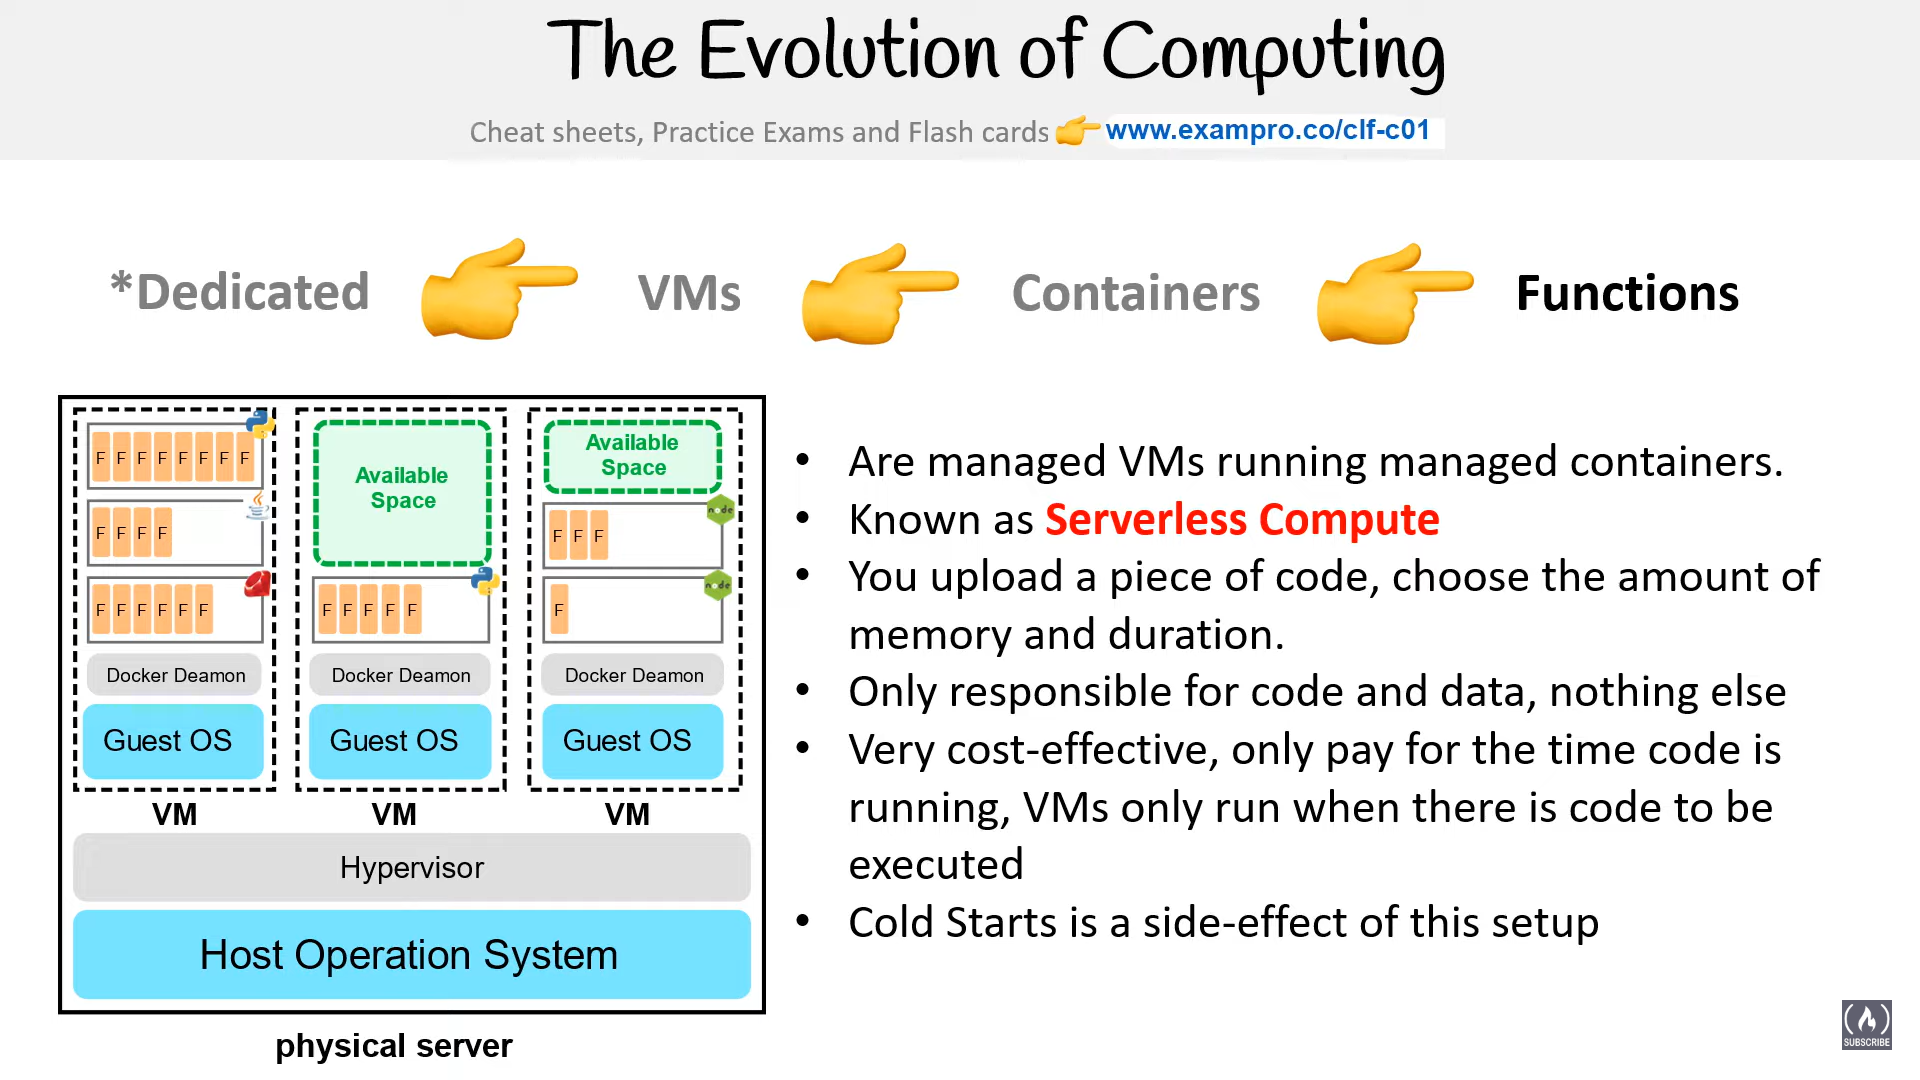 The Evolution of Computing
Cheat sheets, Practice Exams and Flash cards www.exampro.co/clf-c01
*Dedicated VMs Containers Functions
F F F F F F F F
F F F F
F F F F F F
Docker Deamon
Guest OS
VM
Available
Space
F F F F F
Docker Deamon
Guest OS
VM
Available
Space
node
F F F
node
F
Docker Deamon
Guest OS
VM
Hypervisor
Host Operation System
physical server
• Are managed VMs running managed containers.
• Known as Serverless Compute
• You upload a piece of code, choose the amount of
memory and duration.
• Only responsible for code and data, nothing else
• Very cost-effective, only pay for the time code is
running, VMs only run when there is code to be
executed
• Cold Starts is a side-effect of this setup
SUBSCRIBE